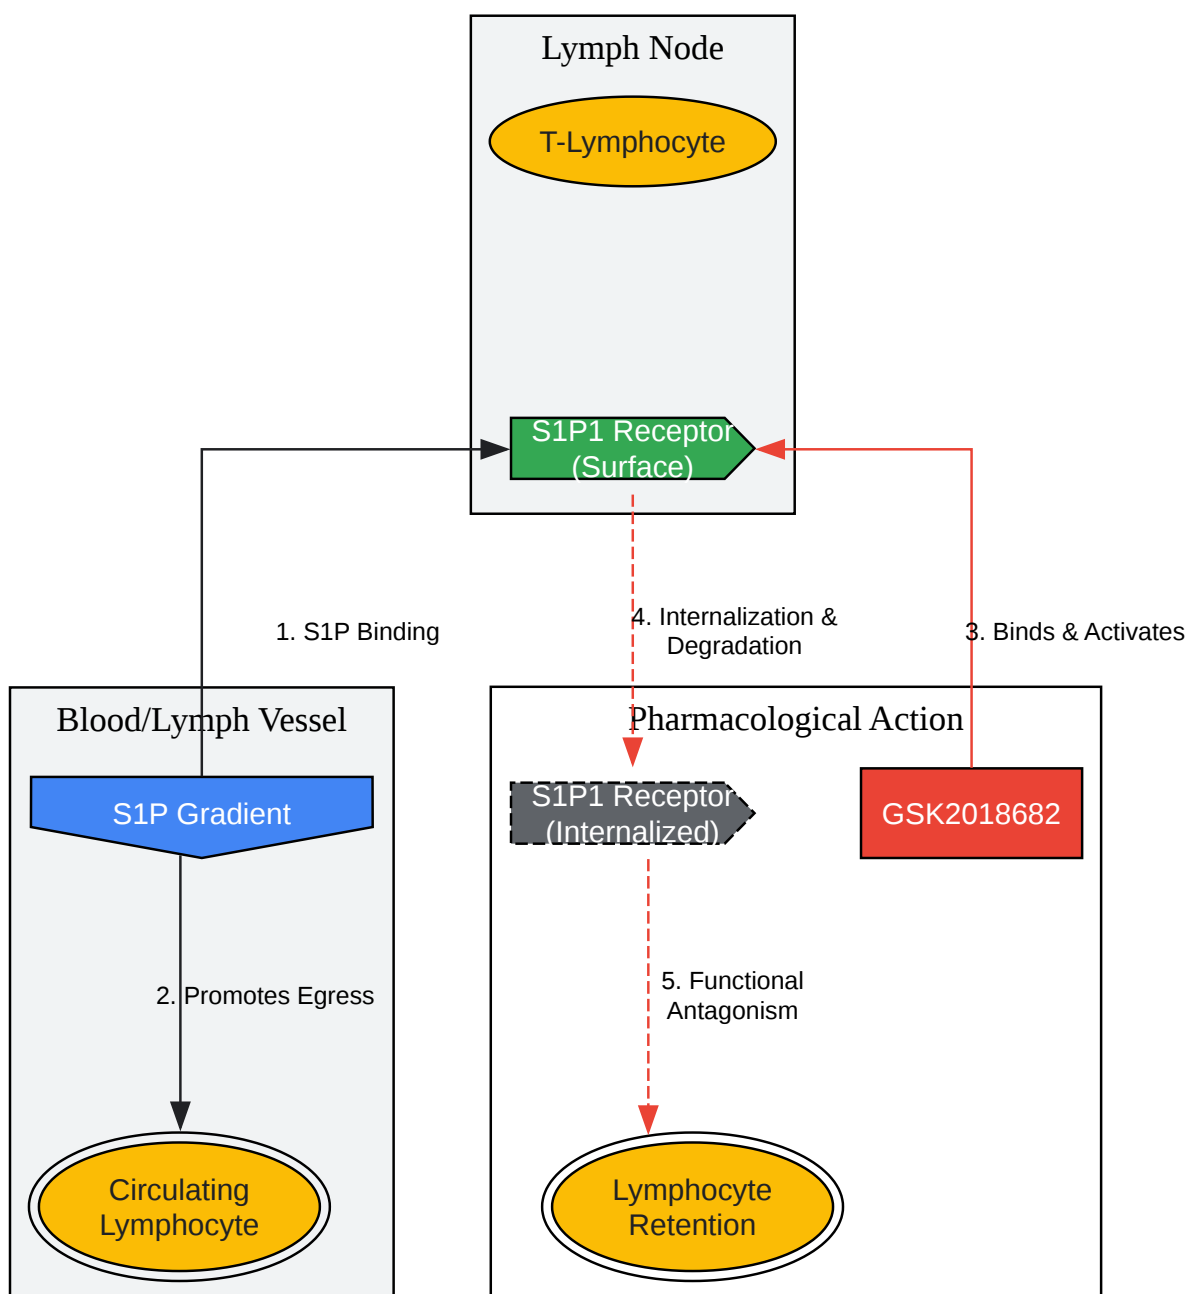 Lymph Node
T-Lymphocyte
S1P1 Receptor
(Surface)
1. S1P Binding
4. Internalization &
Degradation
3. Binds & Activates
Blood/Lymph Vessel
Pharmacological Action
S1P Gradient
S1P1 Receptor
(Internalized)
GSK2018682
2. Promotes Egress
5. Functional
Antagonism
Circulating
Lymphocyte
Lymphocyte
Retention